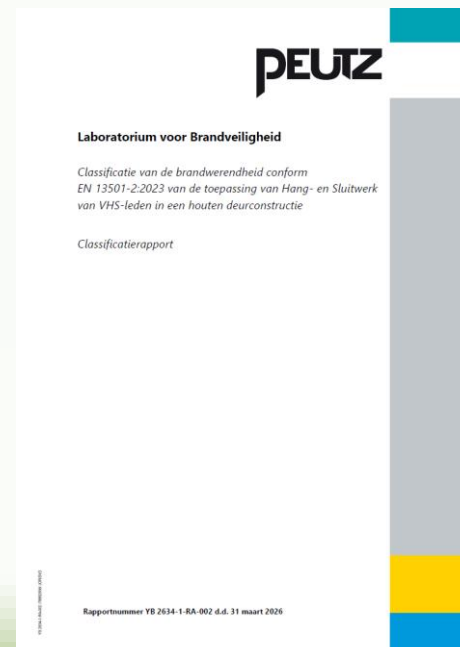 PEUTZ
Laboratorium voor Brandveiligheid
Classificatie van de brandwerendheid conform
EN 13501-2:2023 van de toepassing van Hang- en Sluitwerk
van VHS-leden in een houten deurconstructie
Classificatierapport
Rapportnummer YB 2634-1-RA-002 d.d. 31 maart 2026